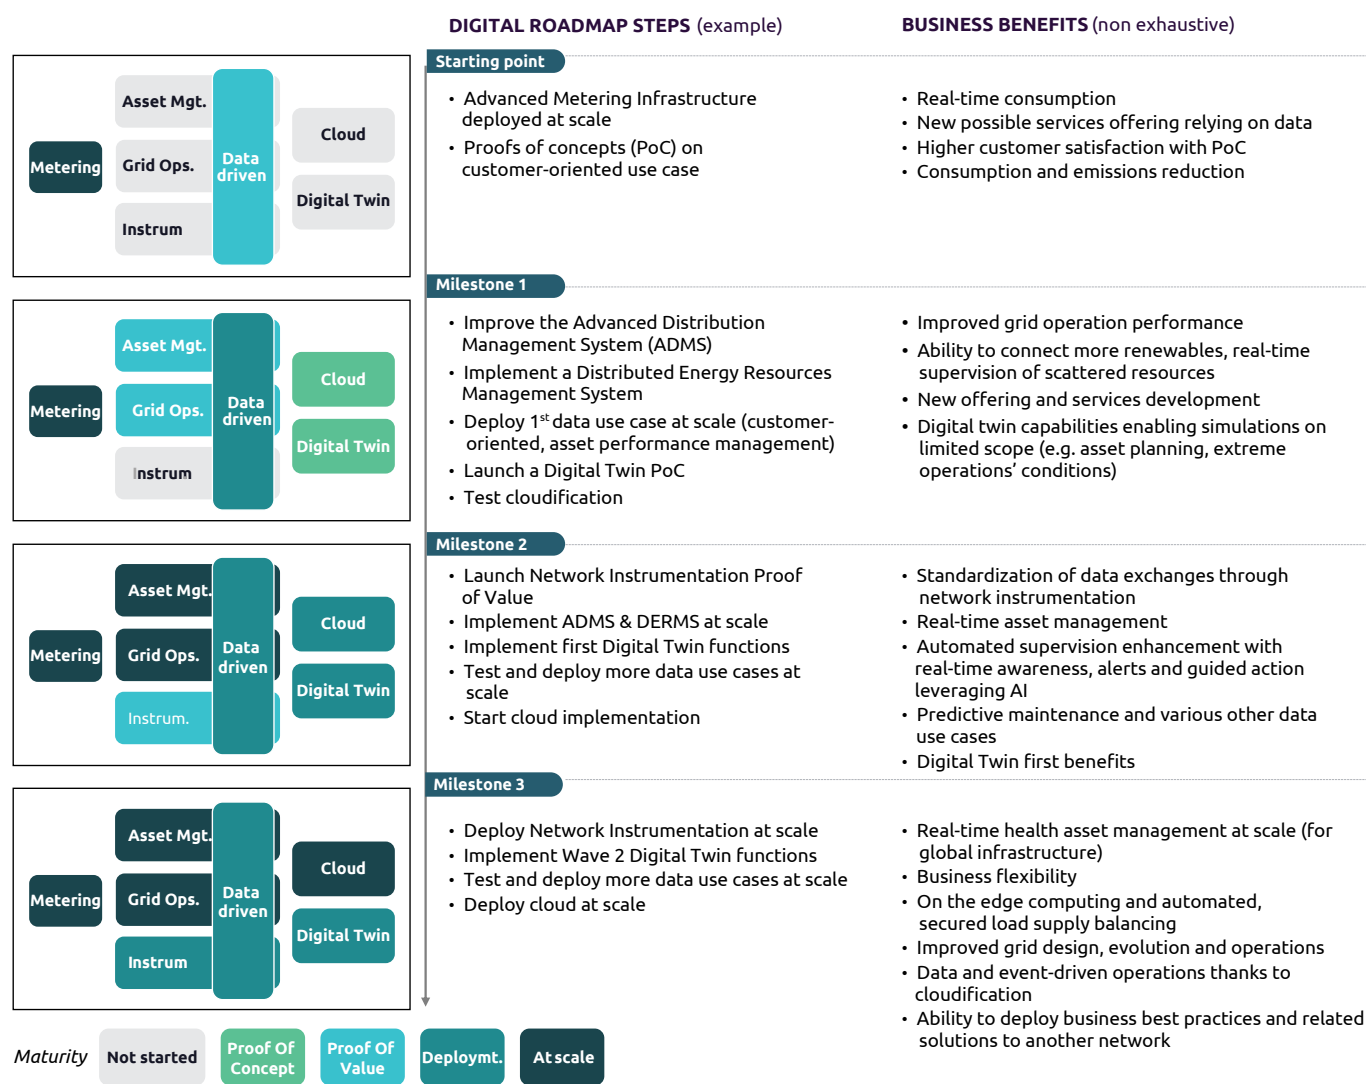 DIGITAL ROADMAP STEPS (example)
BUSINESS BENEFITS (non exhaustive)
Metering
Asset Mgt.
Grid Ops.
Instrum
Data
driven
Cloud
Digital Twin
Starting point
• Advanced Metering Infrastructure
deployed at scale
• Proofs of concepts (PoC) on
customer-oriented use case
• Real-time consumption
• New possible services offering relying on data
• Higher customer satisfaction with PoC
• Consumption and emissions reduction
Metering
Asset Mgt.
Grid Ops.
Instrum
Data
driven
Cloud
Digital Twin
Milestone 1
• Improve the Advanced Distribution
Management System (ADMS)
• Implement a Distributed Energy Resources
Management System
• Deploy 1st data use case at scale (customer-
oriented, asset performance management)
• Launch a Digital Twin PoC
• Test cloudification
• Improved grid operation performance
• Ability to connect more renewables, real-time
supervision of scattered resources
• New offering and services development
• Digital twin capabilities enabling simulations on
limited scope (e.g. asset planning, extreme
operations’ conditions)
Metering
Asset Mgt.
Grid Ops.
Instrum.
Data
driven
Cloud
Digital Twin
Milestone 2
• Launch Network Instrumentation Proof
of Value
• Implement ADMS & DERMS at scale
• Implement first Digital Twin functions
• Test and deploy more data use cases at
scale
• Start cloud implementation
• Standardization of data exchanges through
network instrumentation
• Real-time asset management
• Automated supervision enhancement with
real-time awareness, alerts and guided action
leveraging AI
• Predictive maintenance and various other data
use cases
• Digital Twin first benefits
Metering
Asset Mgt.
Grid Ops.
Instrum
Data
driven
Cloud
Digital Twin
Milestone 3
• Deploy Network Instrumentation at scale
• Implement Wave 2 Digital Twin functions
• Test and deploy more data use cases at scale
• Deploy cloud at scale
• Real-time health asset management at scale (for
global infrastructure)
• Business flexibility
• On the edge computing and automated,
secured load supply balancing
• Improved grid design, evolution and operations
• Data and event-driven operations thanks to
cloudification
• Ability to deploy business best practices and related
solutions to another network
Maturity
Not started
Proof Of
Concept
Proof Of
Value
Deploymt.
At scale